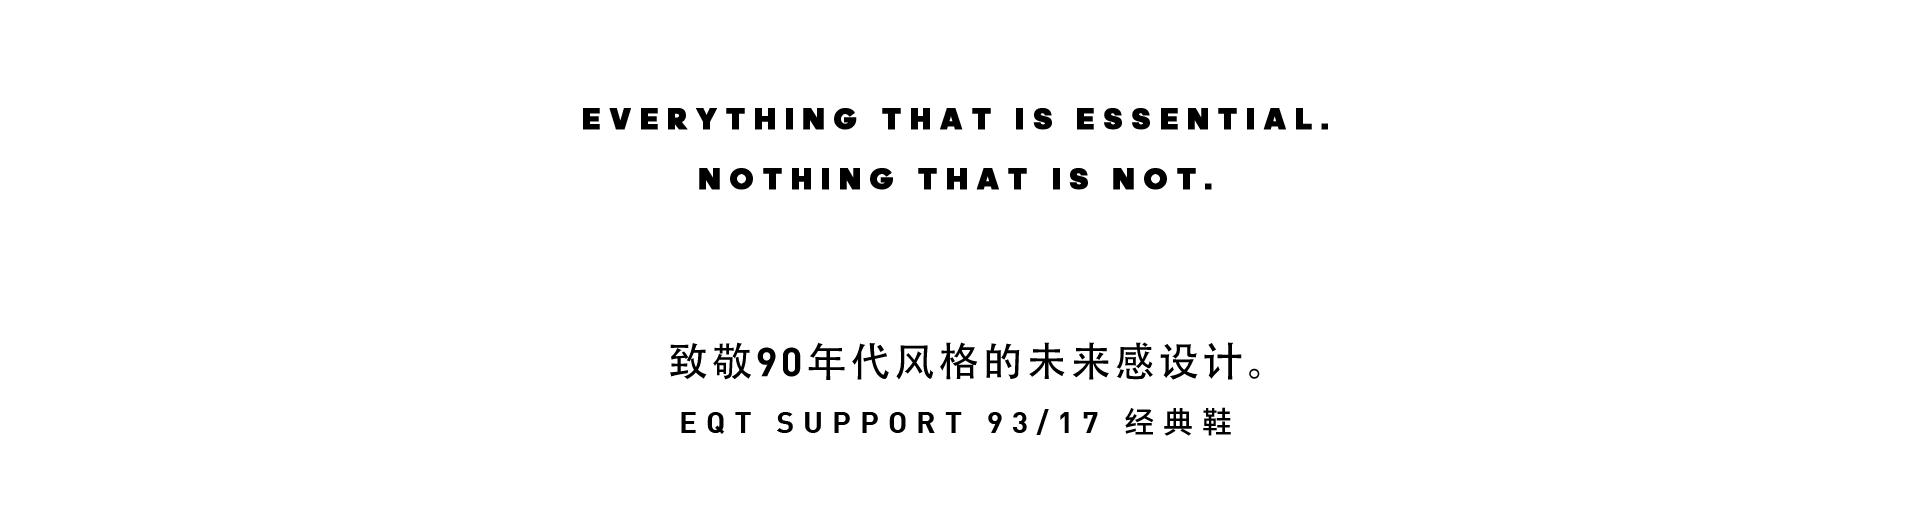 EVERYTHING THAT IS ESSENTIAL.
NOTHING THAT IS NOT.
致敬90年代风格的未来感设计。
EQT SUPPORT 93/17 经典鞋